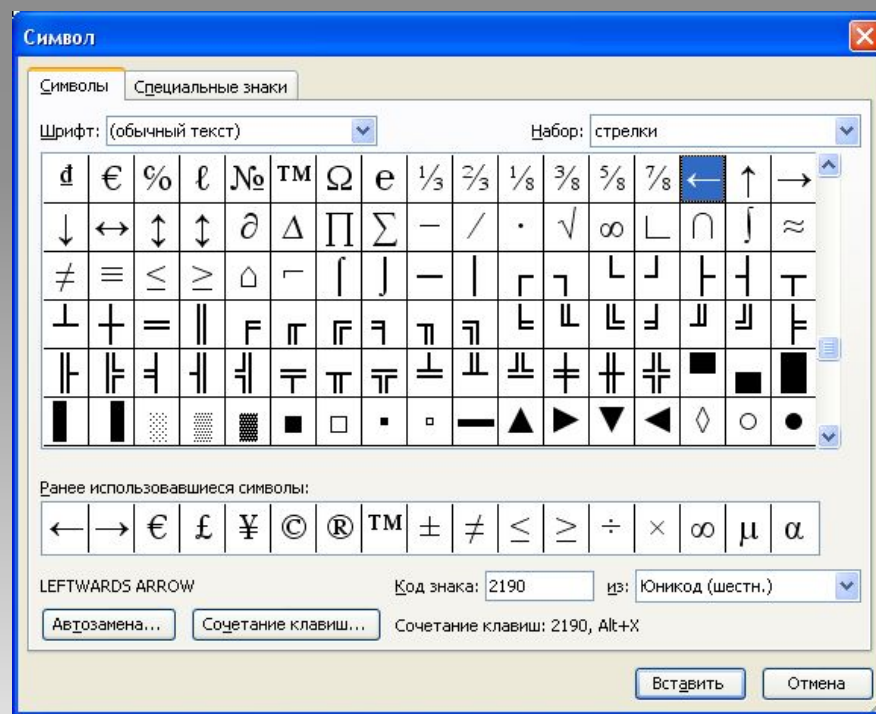 Символ
Символы Специальные знаки
Шрифт: (обычный текст) Набор: стрелки
₫ € ℅ ℓ № ™ Ω ℮ ⅓ ⅔ ⅛ ⅜ ⅝ ⅞ ← ↑ →
↓ ↔ ↕ ↨ ∂ ∆ ∏ ∑ − ∕ ∙ √ ∞ ∟ ∩ ∫ ≈
≠ ≡ ≤ ≥ ⌂ ⌐ ⌠ ⌡ ─ │ ┌ ┐ └ ┘ ├ ┤ ┬
┴ ┼ ═ ║ ╒ ╓ ╔ ╕ ╖ ╗ ╘ ╙ ╚ ╛ ╜ ╝ ╞
╟ ╠ ╡ ╢ ╣ ╤ ╥ ╦ ╧ ╨ ╩ ╪ ╫ ╬ ▀ ▄ █
▌ ▐ ░ ▒ ▓ ■ □ ▪ ▫ ▬ ▲ ► ▼ ◄ ◊ ○ ●
Ранее использовавшиеся символы:
← → € £ ¥ © ® ™ ± ≠ ≤ ≥ ÷ × ∞ µ α
LEFTWARDS ARROW Код знака: 2190 из: Юникод (шестн.)
Автозамена... Сочетание клавиш... Сочетание клавиш: 2190, Alt+X
Вставить Отмена